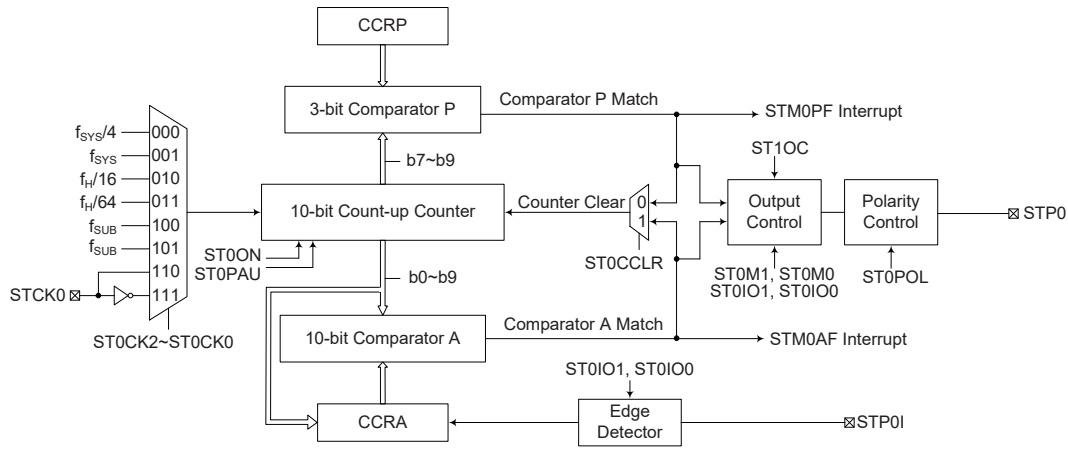 CCRP
3-bit Comparator P
Comparator P Match
STM0PF Interrupt
fSYS/4
000
fSYS
001
fH/16
010
fH/64
011
fSUB
100
fSUB
101
110
STCK0
111
ST0CK2~ST0CK0
b7~b9
10-bit Count-up Counter
ST0ON
ST0PAU
Counter Clear
0
1
ST0CCLR
ST1OC
Output
Control
ST0M1, ST0M0
ST0IO1, ST0IO0
Polarity
Control
ST0POL
STP0
b0~b9
10-bit Comparator A
Comparator A Match
STM0AF Interrupt
ST0IO1, ST0IO0
CCRA
Edge
Detector
STP0I